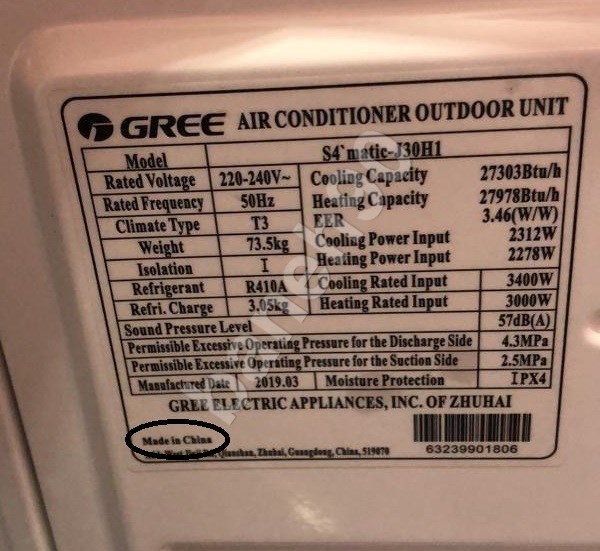 GREE AIR CONDITIONER OUTDOOR UNIT
Model S4`matic-J30H1
Rated Voltage 220-240V~ Cooling Capacity 27303Btu/h
Rated Frequency 50Hz Heating Capacity 27978Btu/h
Climate Type T3 EER 3.46(W/W)
Weight 73.5kg Cooling Power Input 2312W
Isolation I Heating Power Input 2278W
Refrigerant R410A Cooling Rated Input 3400W
Refri. Charge 3.05kg Heating Rated Input 3000W
Sound Pressure Level 57dB(A)
Permissible Excessive Operating Pressure for the Discharge Side 4.3MPa
Permissible Excessive Operating Pressure for the Suction Side 2.5MPa
Manufactured Date 2019.03 Moisture Protection IPX4
GREE ELECTRIC APPLIANCES, INC. OF ZHUHAI
Made in China
West Qianshan, Zhuhai, Guangdong, China, 519070
63239901806